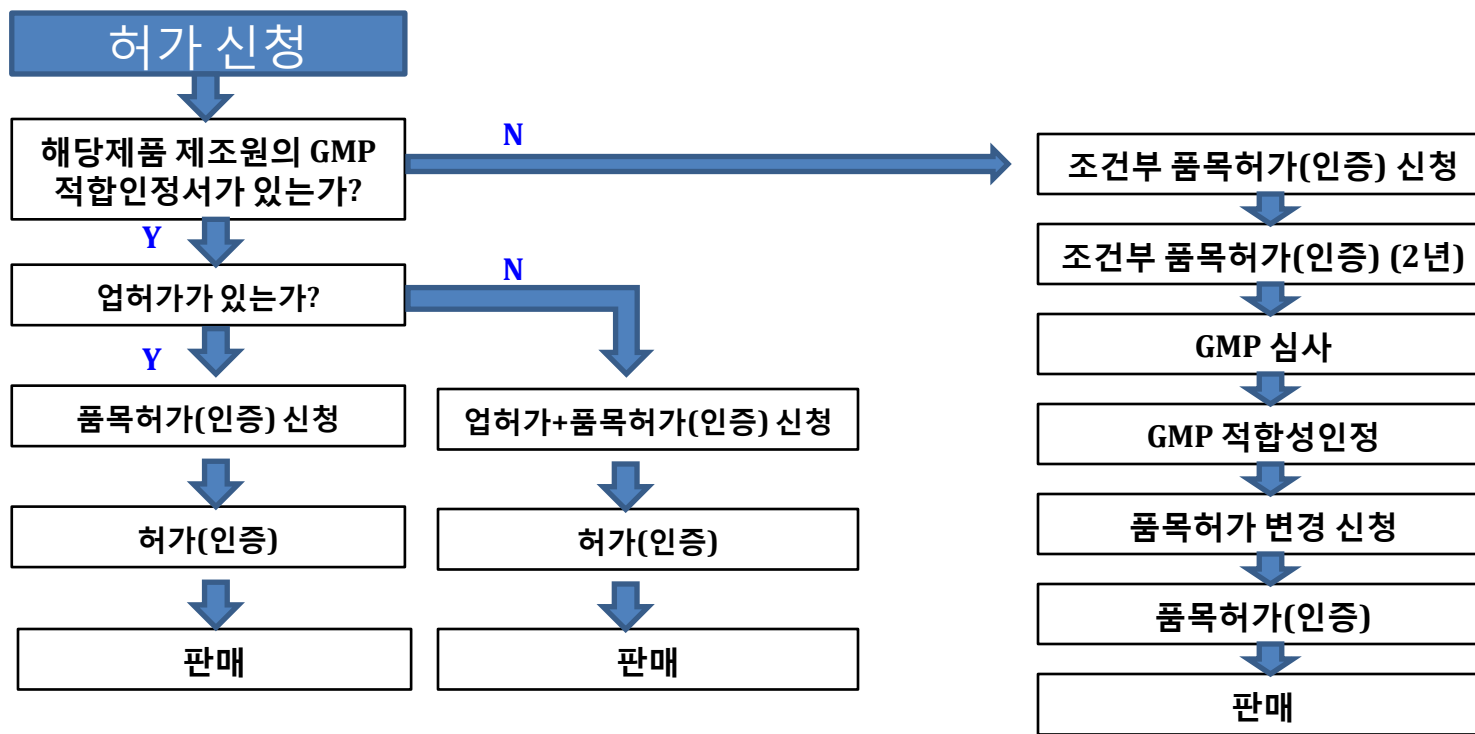 허가 신청
해당제품 제조원의 GMP
적합인정서가 있는가?
N
Y
업허가가 있는가?
N
Y
품목허가(인증) 신청
허가(인증)
판매
업허가+품목허가(인증) 신청
허가(인증)
판매
조건부 품목허가(인증) 신청
조건부 품목허가(인증) (2년)
GMP 심사
GMP 적합성인정
품목허가 변경 신청
품목허가(인증)
판매